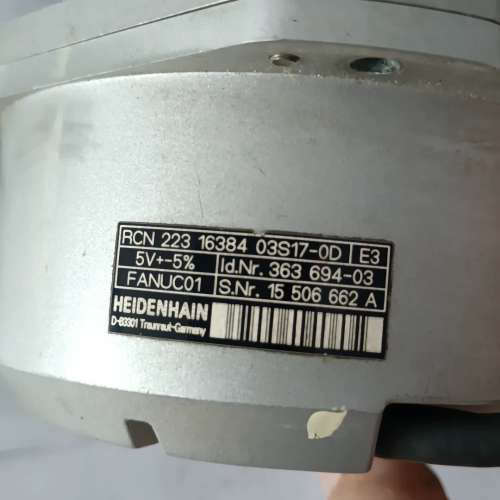 RCN 223 16384 03S17-0D E3
5V+-5% Id.Nr. 363 694-03
FANUC01 S.Nr. 15 506 662 A
HEIDENHAIN
D-83301 Traunreut-Germany